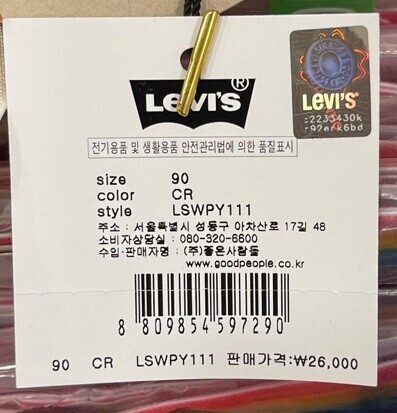 Levi's®
Levi's®
c2233430k
r92erk6bd
전기용품 및 생활용품 안전관리법에 의한 품질표시
size 90
color CR
style LSWPY111
주소 : 서울특별시 성동구 아차산로 17길 48
소비자상담실 : 080-320-6600
수입·판매자명 : (주)좋은사람들
www.goodpeople.co.kr
8 809854 597290
90 CR LSWPY111 판매가격:₩26,000